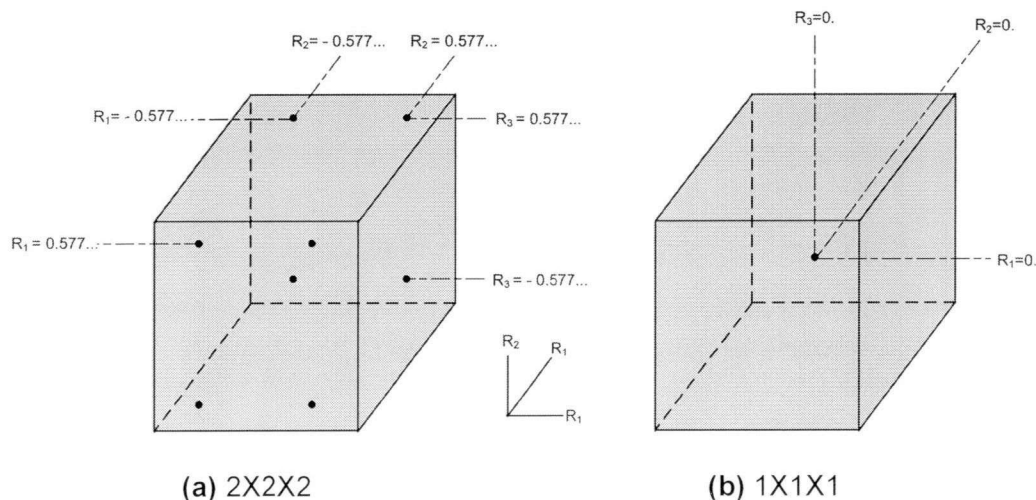 R₂= - 0.577...
R₂ = 0.577...
R₁= - 0.577...
R₃ = 0.577...
R₁ = 0.577...
R₃ = - 0.577...
R₃=0.
R₂=0.
R₁=0.
R₂
R₁
R₁
(a) 2X2X2
(b) 1X1X1